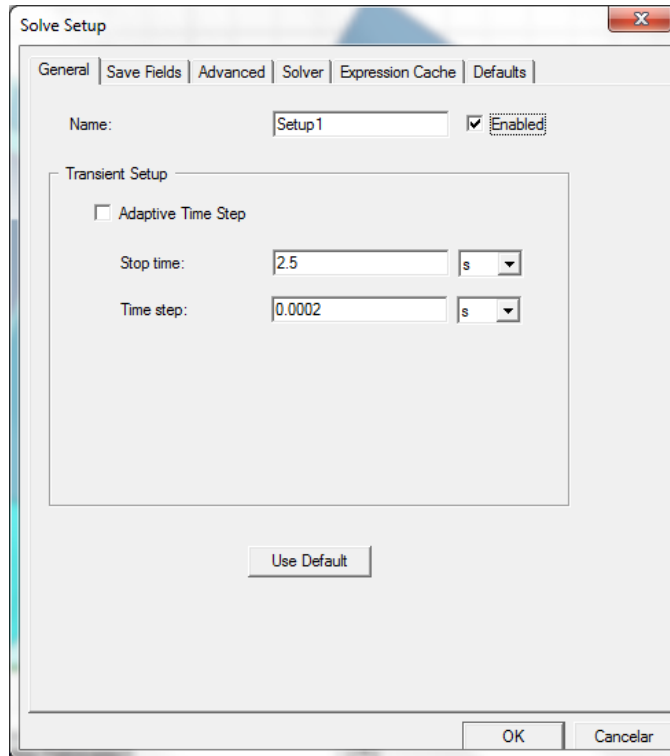 Solve Setup
General Save Fields Advanced Solver Expression Cache Defaults
Name: Setup1 Enabled
Transient Setup
Adaptive Time Step
Stop time: 2.5 s
Time step: 0.0002 s
Use Default
OK Cancelar